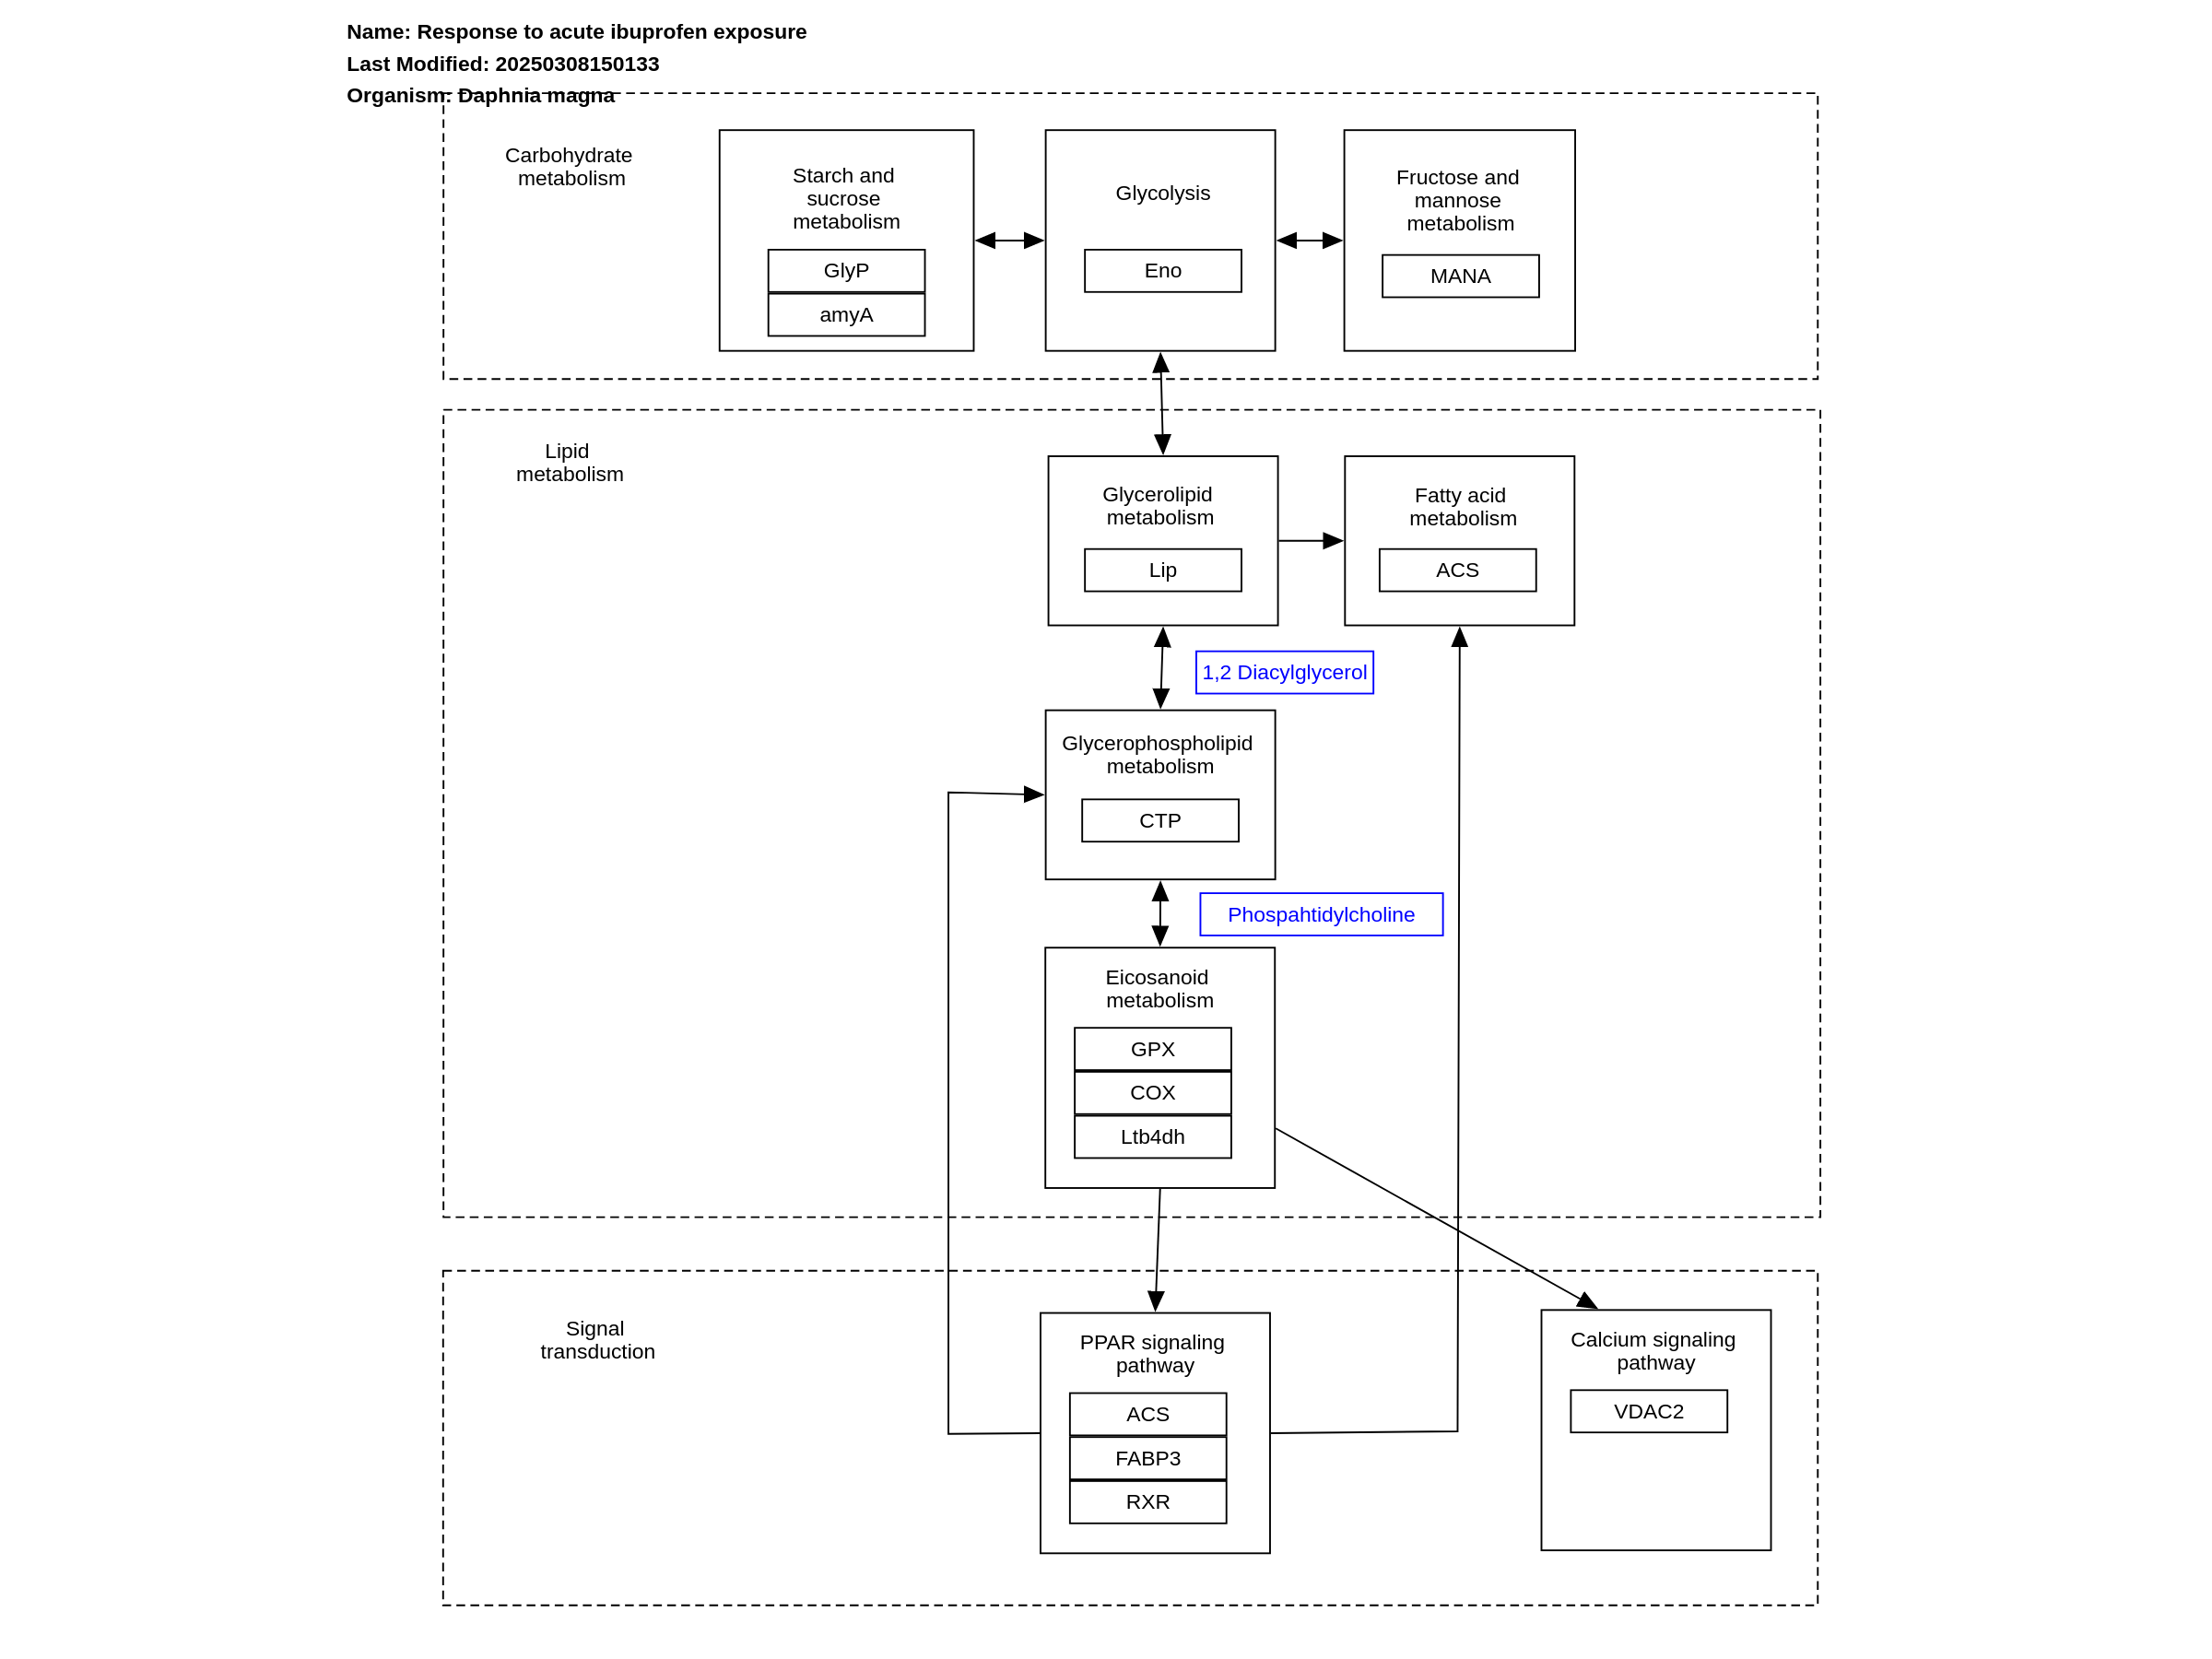 Name: Response to acute ibuprofen exposure
Last Modified: 20250308150133
Organism: Daphnia magna
Carbohydrate
metabolism
Starch and
sucrose
metabolism
GlyP
amyA
Glycolysis
Eno
Fructose and
mannose
metabolism
MANA
Lipid
metabolism
Glycerolipid
metabolism
Lip
Fatty acid
metabolism
ACS
1,2 Diacylglycerol
Glycerophospholipid
metabolism
CTP
Phospahtidylcholine
Eicosanoid
metabolism
GPX
COX
Ltb4dh
Signal
transduction
PPAR signaling
pathway
ACS
FABP3
RXR
Calcium signaling
pathway
VDAC2